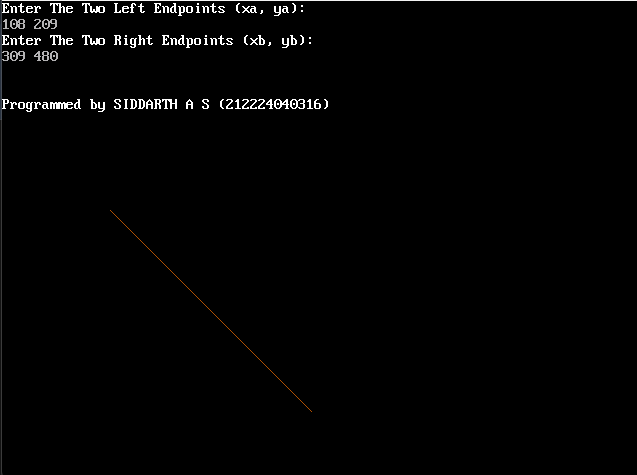 Enter The Two Left Endpoints (xa, ya):
108 209
Enter The Two Right Endpoints (xb, yb):
309 480
Programmed by SIDDARTH A S (212224040316)